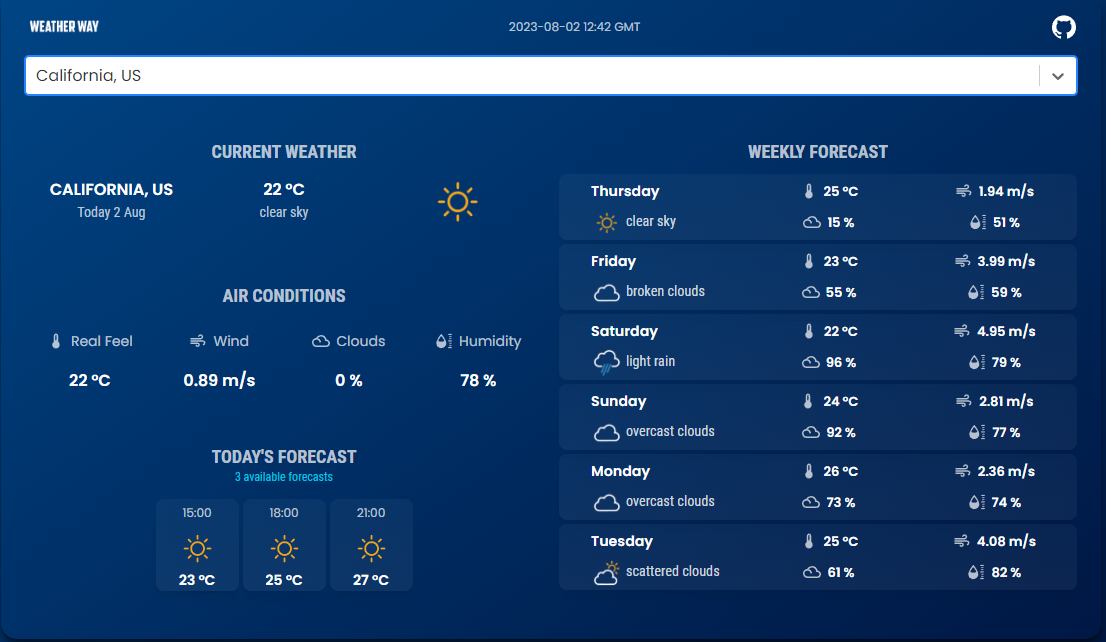 WEATHER WAY
2023-08-02 12:42 GMT
California, US
CURRENT WEATHER
CALIFORNIA, US
Today 2 Aug
22 °C
clear sky
AIR CONDITIONS
Real Feel Wind Clouds Humidity
22 °C 0.89 m/s 0 % 78 %
TODAY'S FORECAST
3 available forecasts
15:00 18:00 21:00
23 °C 25 °C 27 °C
WEEKLY FORECAST
Thursday 25 °C 1.94 m/s
clear sky 15 % 51 %
Friday 23 °C 3.99 m/s
broken clouds 55 % 59 %
Saturday 22 °C 4.95 m/s
light rain 96 % 79 %
Sunday 24 °C 2.81 m/s
overcast clouds 92 % 77 %
Monday 26 °C 2.36 m/s
overcast clouds 73 % 74 %
Tuesday 25 °C 4.08 m/s
scattered clouds 61 % 82 %